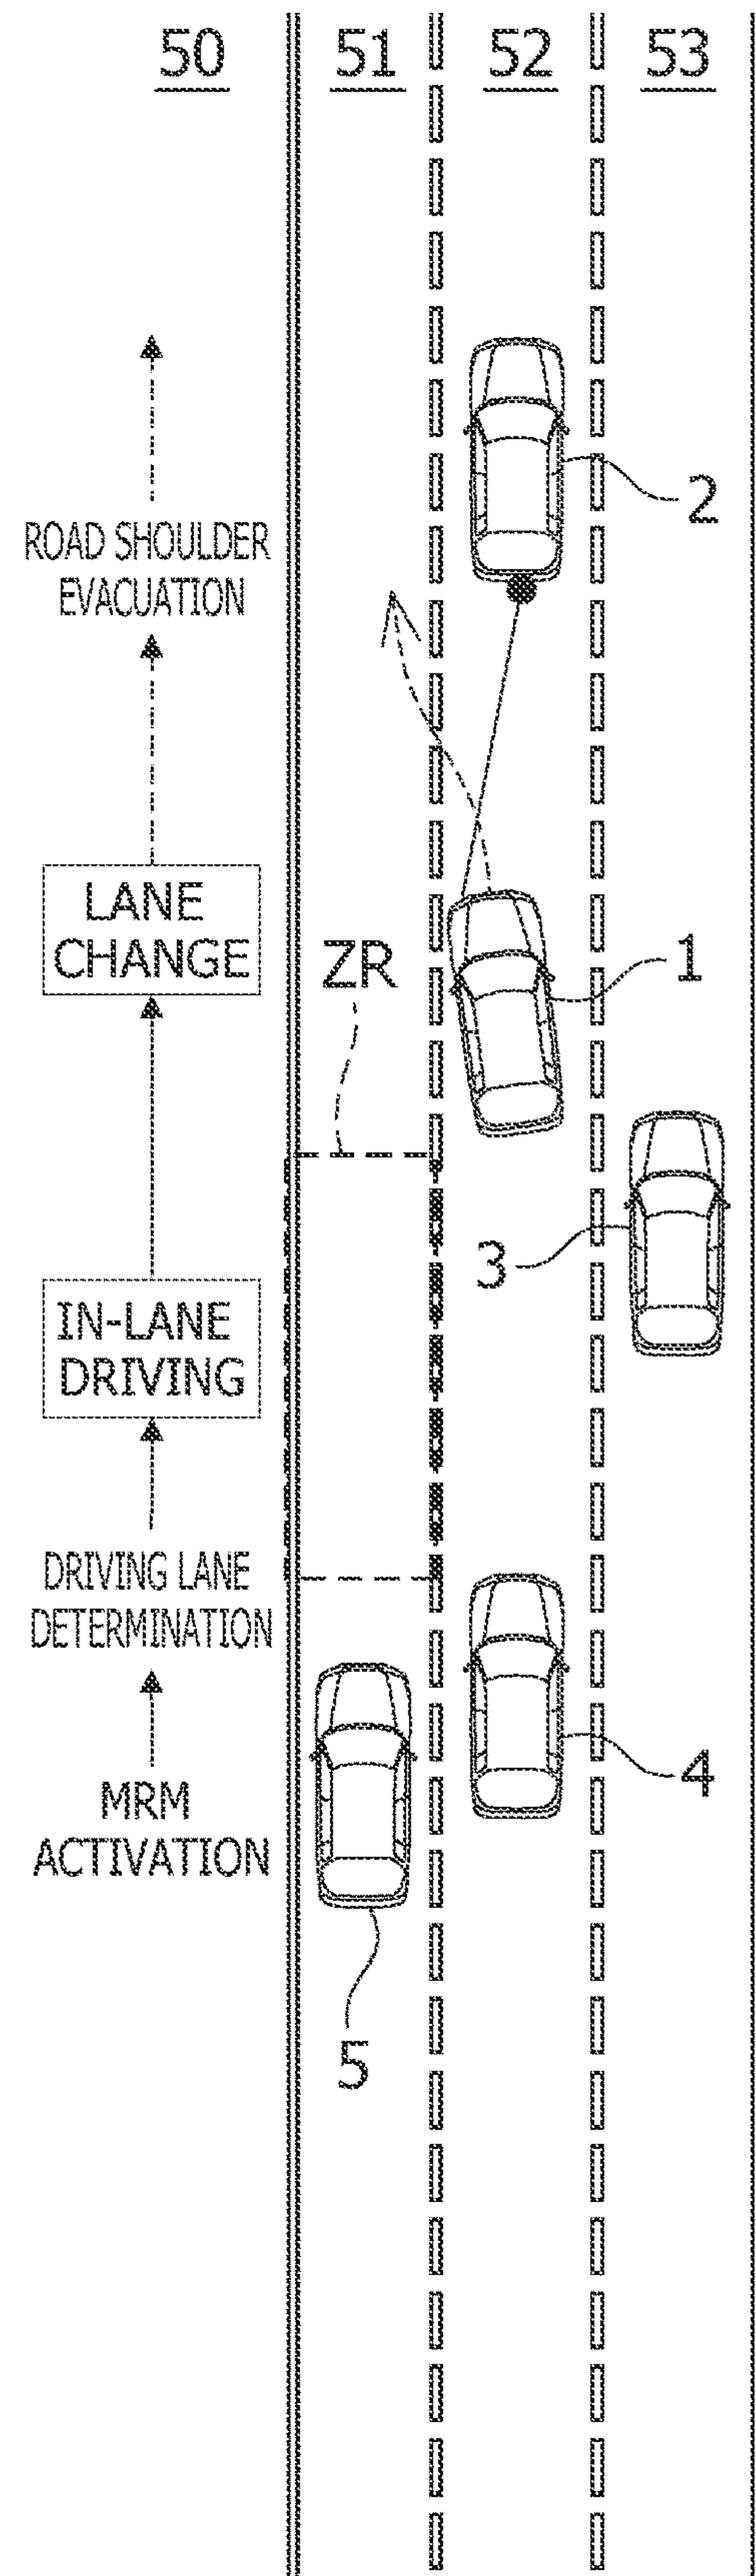 50 51 52 53
2
ROAD SHOULDER
EVACUATION
LANE
CHANGE
ZR
1
3
IN-LANE
DRIVING
DRIVING LANE
DETERMINATION
4
MRM
ACTIVATION
5